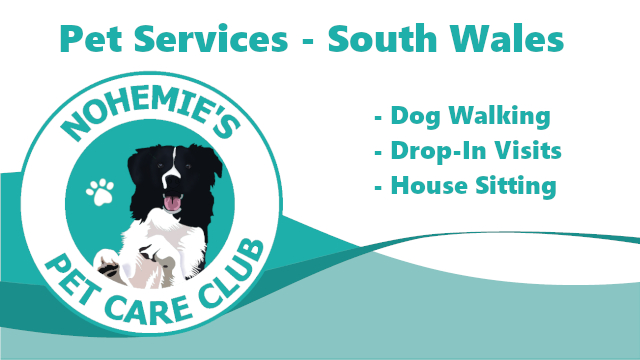 Pet Services - South Wales
NOHEMIE'S
PET CARE CLUB
- Dog Walking
- Drop-In Visits
- House Sitting